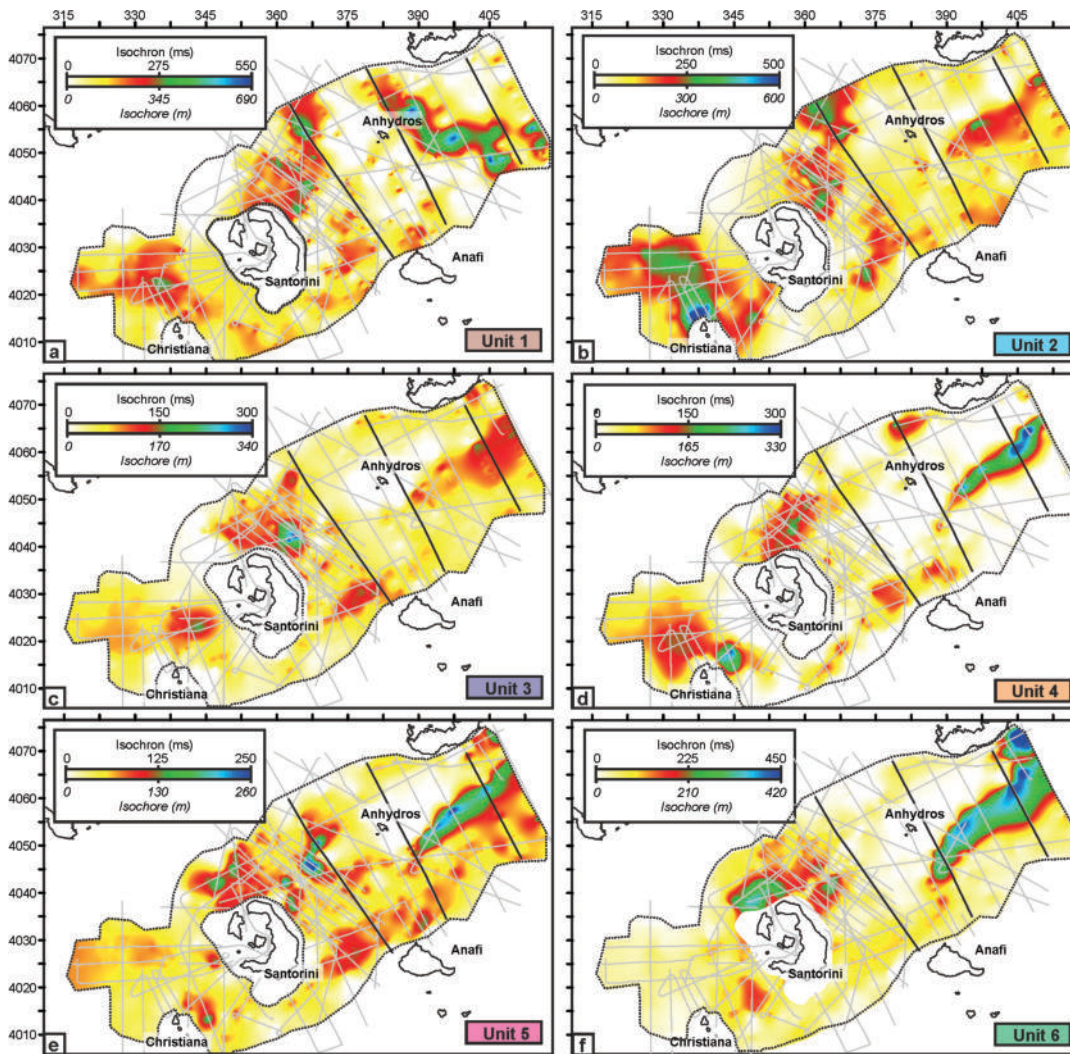 315 330 345 360 375 390 405
315 330 345 360 375 390 405
4070
4060
4050
4040
4030
4020
4010
Isochron (ms)
0 275 550
0 345 690
Isochore (m)
Anhydros
Santorini
Anafi
Christiana
a
Unit 1
Isochron (ms)
0 250 500
0 300 600
Isochore (m)
Anhydros
Santorini
Anafi
Christiana
b
Unit 2
4070
4060
4050
4040
4030
4020
4010
Isochron (ms)
0 150 300
0 170 340
Isochore (m)
Anhydros
Santorini
Anafi
Christiana
c
Unit 3
Isochron (ms)
0 150 300
0 165 330
Isochore (m)
Anhydros
Santorini
Anafi
Christiana
d
Unit 4
4070
4060
4050
4040
4030
4020
4010
Isochron (ms)
0 125 250
0 130 260
Isochore (m)
Anhydros
Santorini
Anafi
Christiana
e
Unit 5
Isochron (ms)
0 225 450
0 210 420
Isochore (m)
Anhydros
Santorini
Anafi
Christiana
f
Unit 6